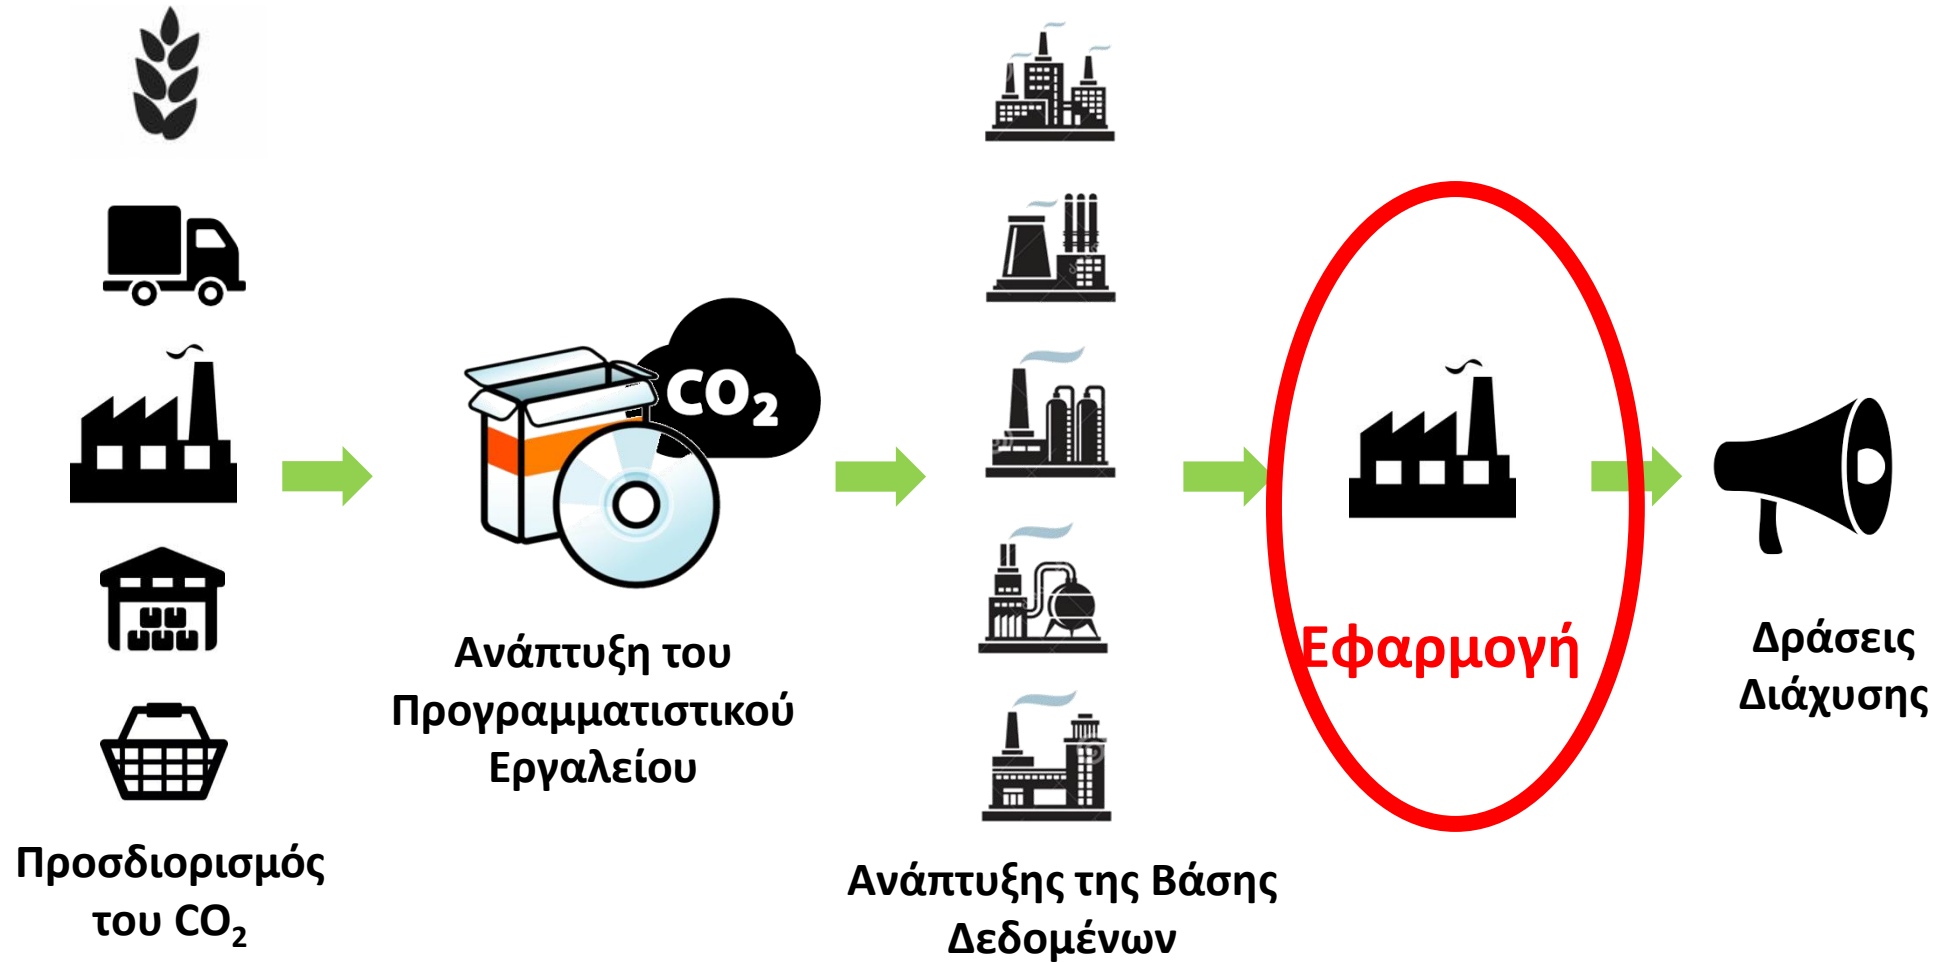 Προσδιορισμός
του CO₂
CO₂
Ανάπτυξη του
Προγραμματιστικού
Εργαλείου
Ανάπτυξης της Βάσης
Δεδομένων
Εφαρμογή
Δράσεις
Διάχυσης